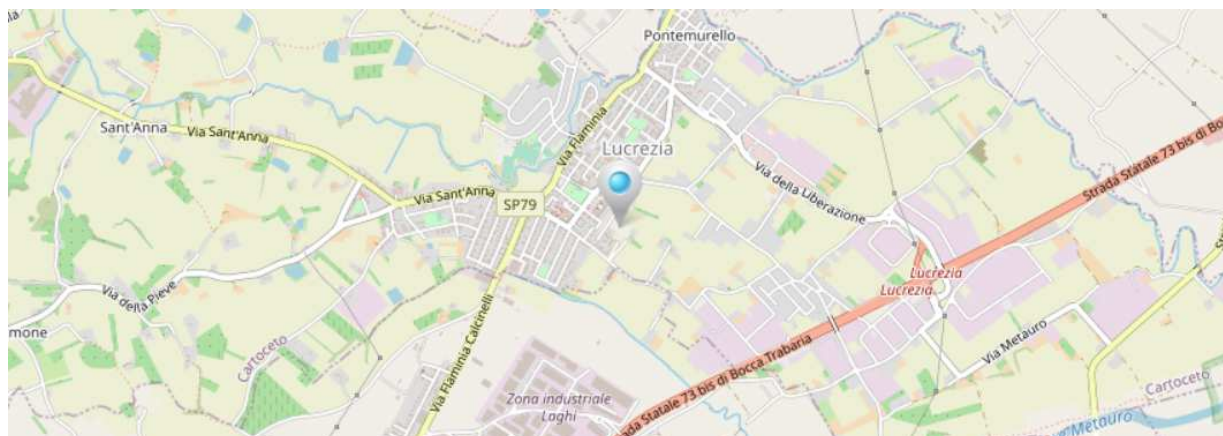 Pontemurello
Sant'Anna
Via Sant'Anna
Via Flaminia
Lucrezia
Via Sant'Anna
SP79
Via della Liberazione
Strada Statale 73 bis di Bo
Lucrezia
Lucrezia
Via della Pieve
mone
Cartoceto
Via Flaminia Calcinelli
Zona industriale
Laghi
ada Statale 73 bis di Bocca Trabaria
Via Metauro
Cartoceto
Metauro